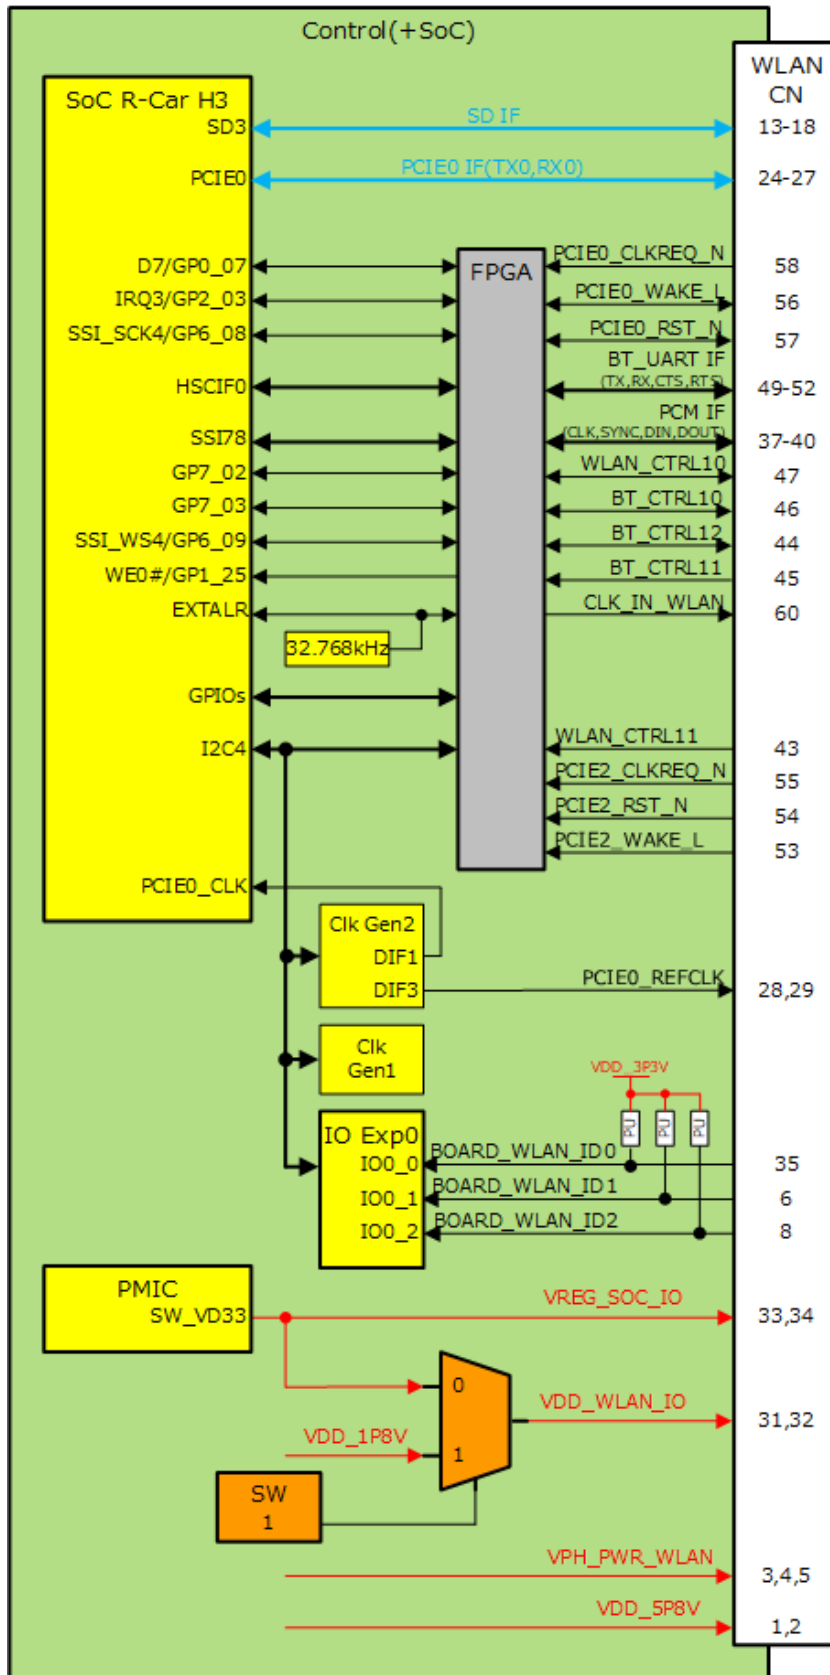 Control(+SoC)
WLAN
CN
SoC R-Car H3
SD3
SD IF
13-18
PCIE0
PCIE0 IF(TX0,RX0)
24-27
FPGA
D7/GP0_07
PCIE0_CLKREQ_N
58
IRQ3/GP2_03
PCIE0_WAKE_L
56
SSI_SCK4/GP6_08
PCIE0_RST_N
57
HSCIF0
BT_UART IF
(TX,RX,CTS,RTS)
49-52
SSI78
PCM IF
(CLK,SYNC,DIN,DOUT)
37-40
GP7_02
WLAN_CTRL10
47
GP7_03
BT_CTRL10
46
SSI_WS4/GP6_09
BT_CTRL12
44
WE0#/GP1_25
BT_CTRL11
45
EXTALR
CLK_IN_WLAN
60
32.768kHz
GPIOs
I2C4
WLAN_CTRL11
43
PCIE2_CLKREQ_N
55
PCIE2_RST_N
54
PCIE2_WAKE_L
53
PCIE0_CLK
Clk Gen2
DIF1
DIF3
PCIE0_REFCLK
28,29
Clk
Gen1
VDD_3P3V
PU
PU
PU
IO Exp0
IO0_0
BOARD_WLAN_ID0
35
IO0_1
BOARD_WLAN_ID1
6
IO0_2
BOARD_WLAN_ID2
8
PMIC
SW_VD33
VREG_SOC_IO
33,34
0
VDD_WLAN_IO
31,32
VDD_1P8V
1
SW
1
VPH_PWR_WLAN
3,4,5
VDD_5P8V
1,2